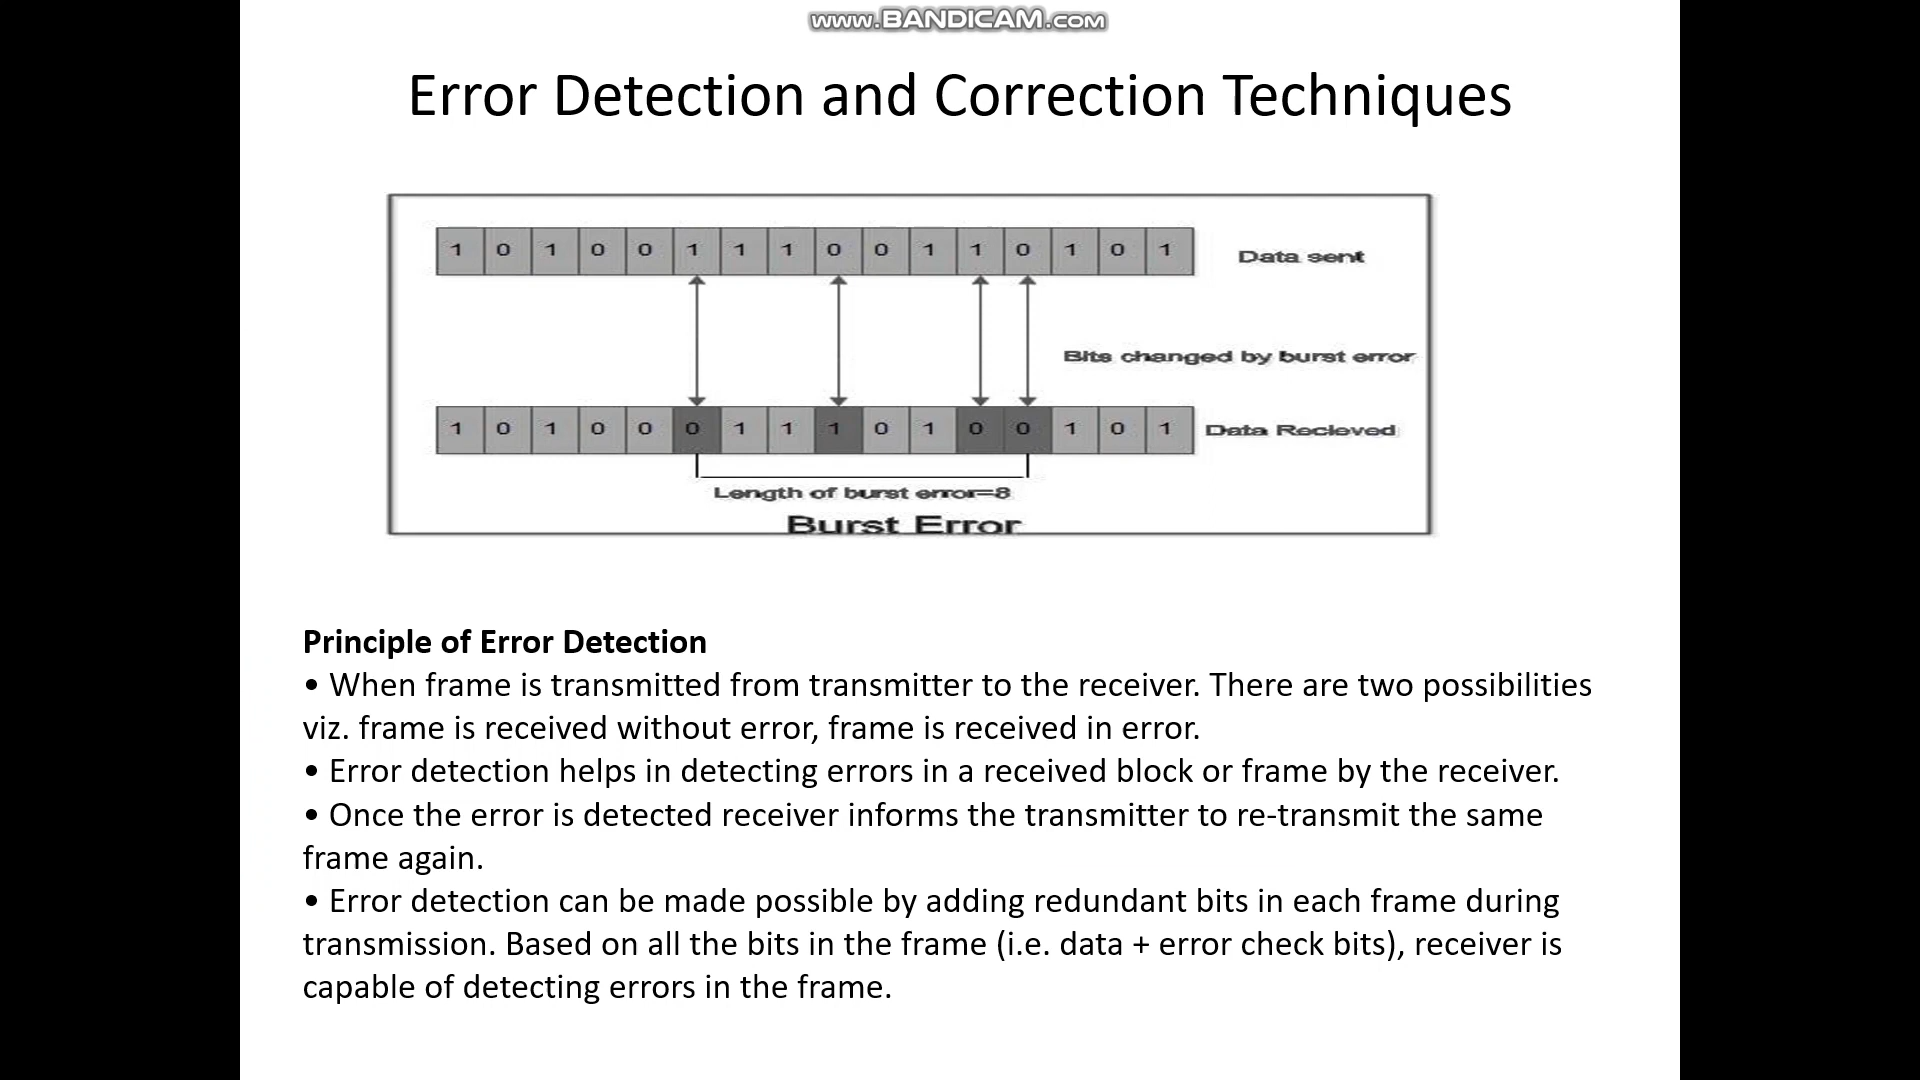 www.BANDICAM.com
Error Detection and Correction Techniques
1 0 1 0 0 1 1 1 0 0 1 1 0 1 0 1 Data sent
Bits changed by burst error
1 0 1 0 0 0 1 1 1 0 1 0 0 1 0 1 Data Recieved
Length of burst error=8
Burst Error
Principle of Error Detection
• When frame is transmitted from transmitter to the receiver. There are two possibilities
viz. frame is received without error, frame is received in error.
• Error detection helps in detecting errors in a received block or frame by the receiver.
• Once the error is detected receiver informs the transmitter to re-transmit the same
frame again.
• Error detection can be made possible by adding redundant bits in each frame during
transmission. Based on all the bits in the frame (i.e. data + error check bits), receiver is
capable of detecting errors in the frame.